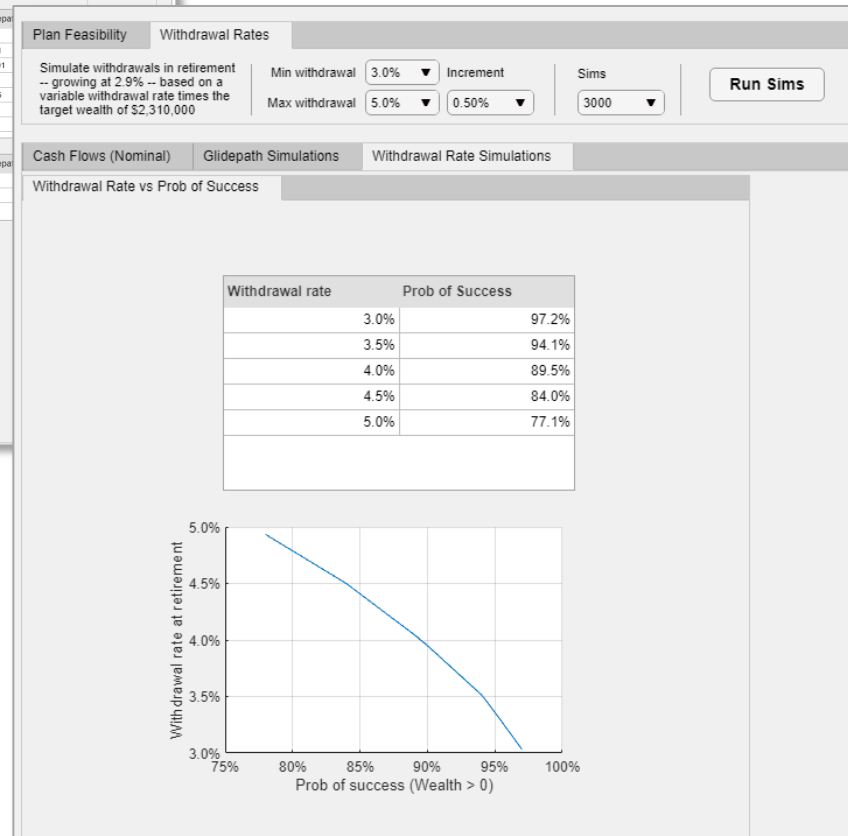 Plan Feasibility Withdrawal Rates
Simulate withdrawals in retirement
-- growing at 2.9% -- based on a
variable withdrawal rate times the
target wealth of $2,310,000
Min withdrawal 3.0% Increment
Max withdrawal 5.0% 0.50%
Sims
3000
Run Sims
Cash Flows (Nominal) Glidepath Simulations Withdrawal Rate Simulations
Withdrawal Rate vs Prob of Success
Withdrawal rate Prob of Success
3.0% 97.2%
3.5% 94.1%
4.0% 89.5%
4.5% 84.0%
5.0% 77.1%
Withdrawal rate at retirement
5.0%
4.5%
4.0%
3.5%
3.0%
75% 80% 85% 90% 95% 100%
Prob of success (Wealth > 0)